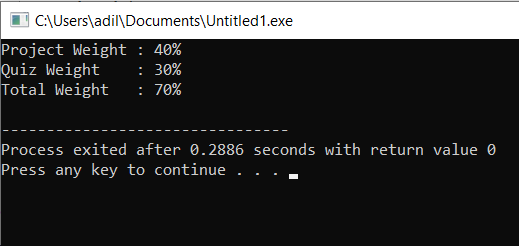 C:\Users\adil\Documents\Untitled1.exe
Project Weight : 40%
Quiz Weight    : 30%
Total Weight   : 70%
--------------------------------
Process exited after 0.2886 seconds with return value 0
Press any key to continue . . .